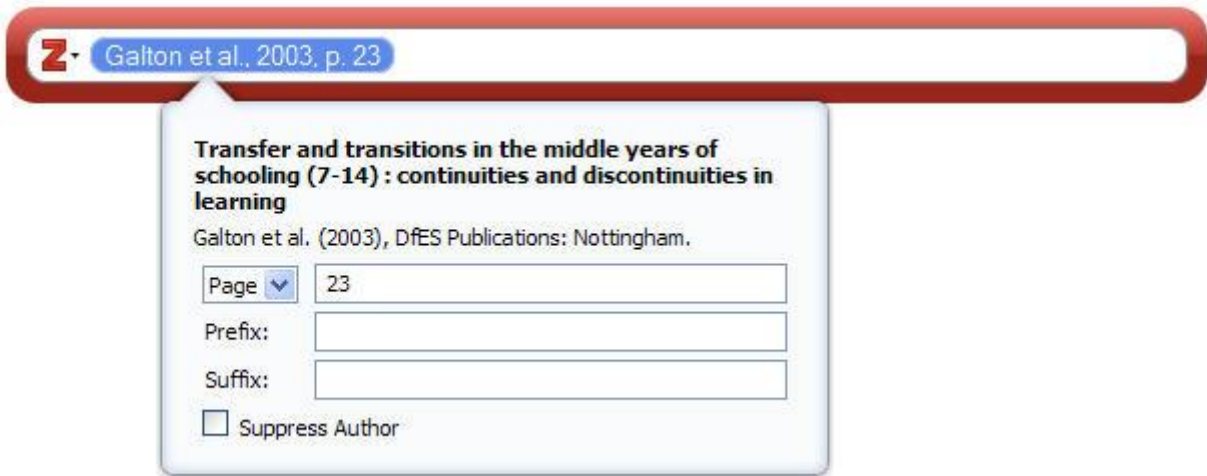 Z Galton et al., 2003, p. 23
Transfer and transitions in the middle years of
schooling (7-14) : continuities and discontinuities in
learning
Galton et al. (2003), DfES Publications: Nottingham.
Page 23
Prefix:
Suffix:
Suppress Author